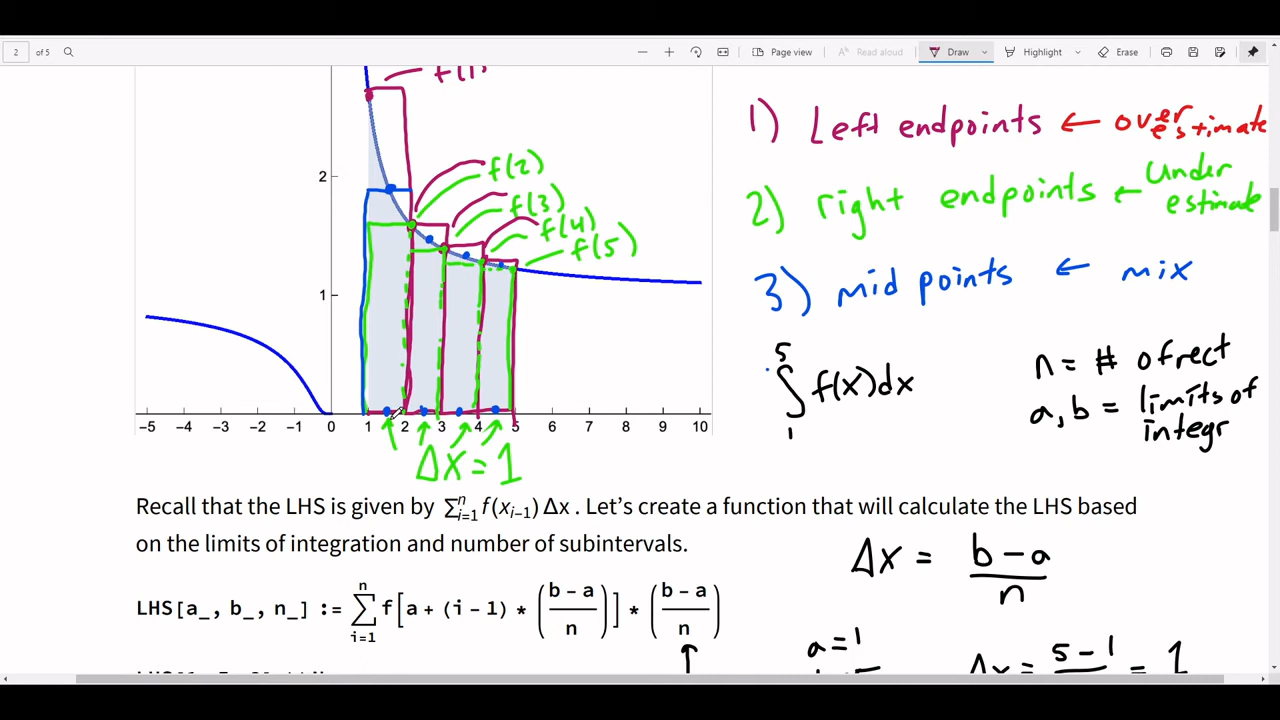 2 of 5
Page view
Read aloud
Draw
Highlight
Erase
f(1)
2
f(2)
f(3)
f(4)
f(5)
1
−5 −4 −3 −2 −1 0 1 2 3 4 5 6 7 8 9 10
Δx = 1
1) Left endpoints ← over estimate
2) right endpoints ← Under estimate
3) mid points ← mix
∫₁⁵ f(x)dx
n = # of rect
a, b = limits of
integr
Recall that the LHS is given by ∑ⁿᵢ₌₁ f(xᵢ₋₁) Δx . Let’s create a function that will calculate the LHS based
on the limits of integration and number of subintervals.
Δx = b − a / n
LHS[a_, b_, n_] := ∑ⁿᵢ₌₁ f[a + (i − 1) * (b − a / n)] * (b − a / n)
a = 1
Δx = 5 − 1 = 1